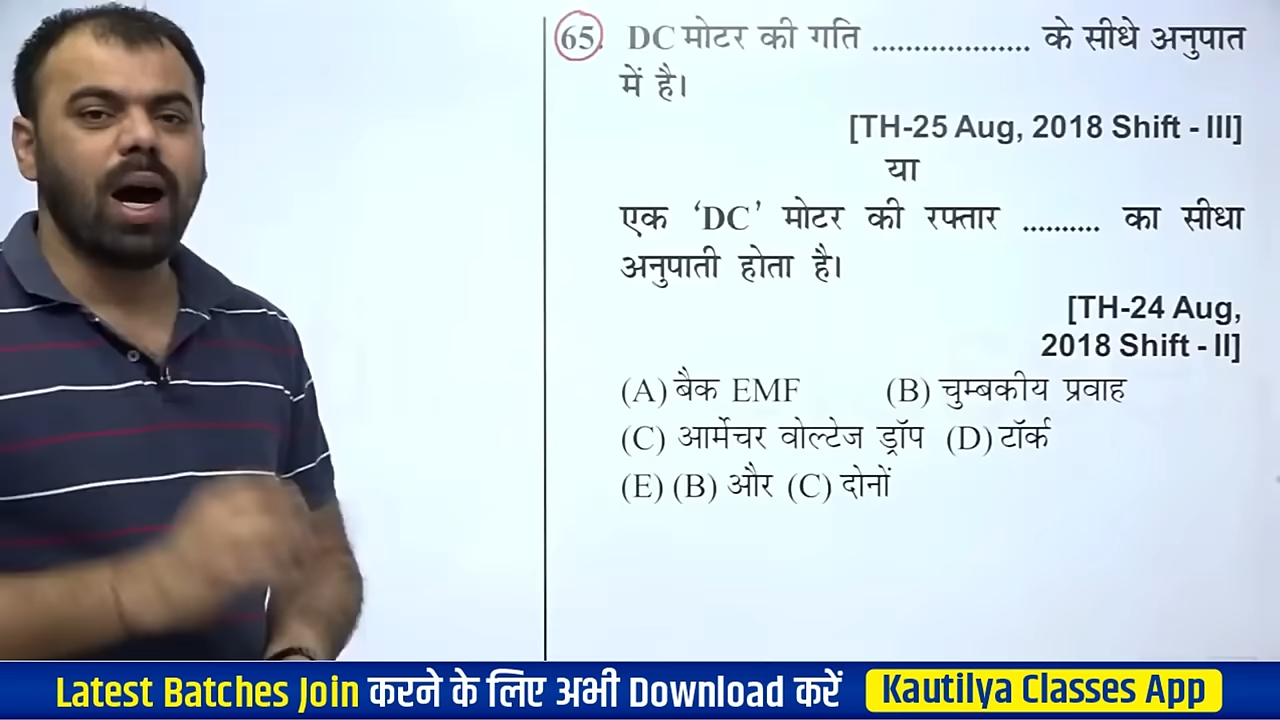 65. DC मोटर की गति ................... के सीधे अनुपात
में है।
[TH-25 Aug, 2018 Shift - III]
या
एक ‘DC’ मोटर की रफ्तार .......... का सीधा
अनुपाती होता है।
[TH-24 Aug,
2018 Shift - II]
(A) बैक EMF (B) चुम्बकीय प्रवाह
(C) आर्मेचर वोल्टेज ड्रॉप (D) टॉर्क
(E) (B) और (C) दोनों
Latest Batches Join करने के लिए अभी Download करें Kautilya Classes App